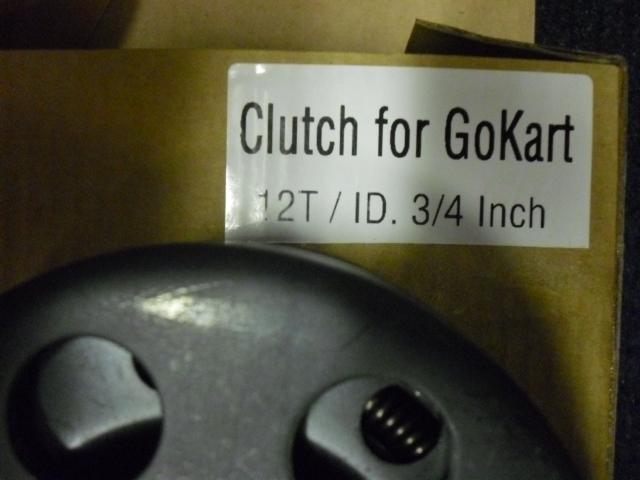 Clutch for GoKart
12T / ID. 3/4 Inch